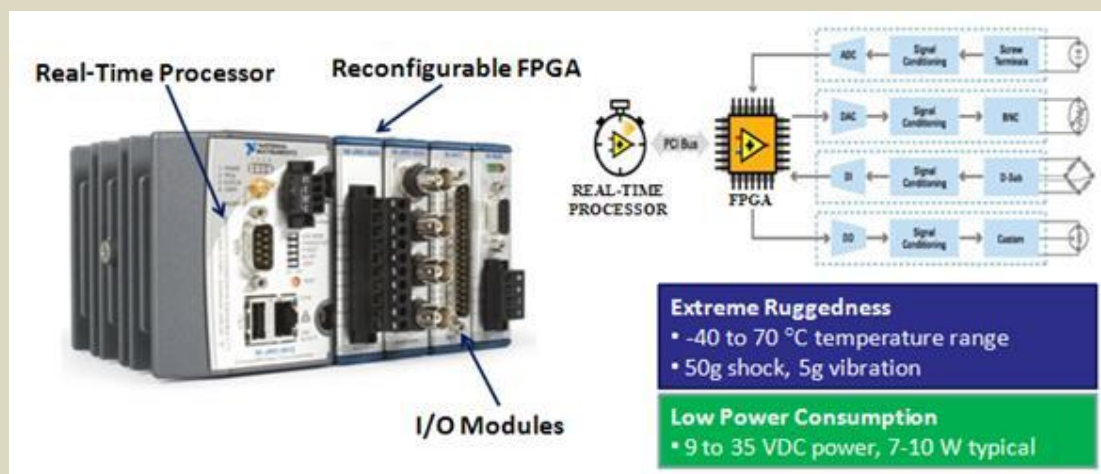 Real-Time Processor
Reconfigurable FPGA
I/O Modules
NATIONAL
INSTRUMENTS
REAL-TIME
PROCESSOR
PCI Bus
FPGA
ADC
Signal
Conditioning
Screw
Terminals
DAC
Signal
Conditioning
BNC
DI
Signal
Conditioning
D-Sub
DO
Signal
Conditioning
Custom
Extreme Ruggedness
• -40 to 70 °C temperature range
• 50g shock, 5g vibration
Low Power Consumption
• 9 to 35 VDC power, 7-10 W typical